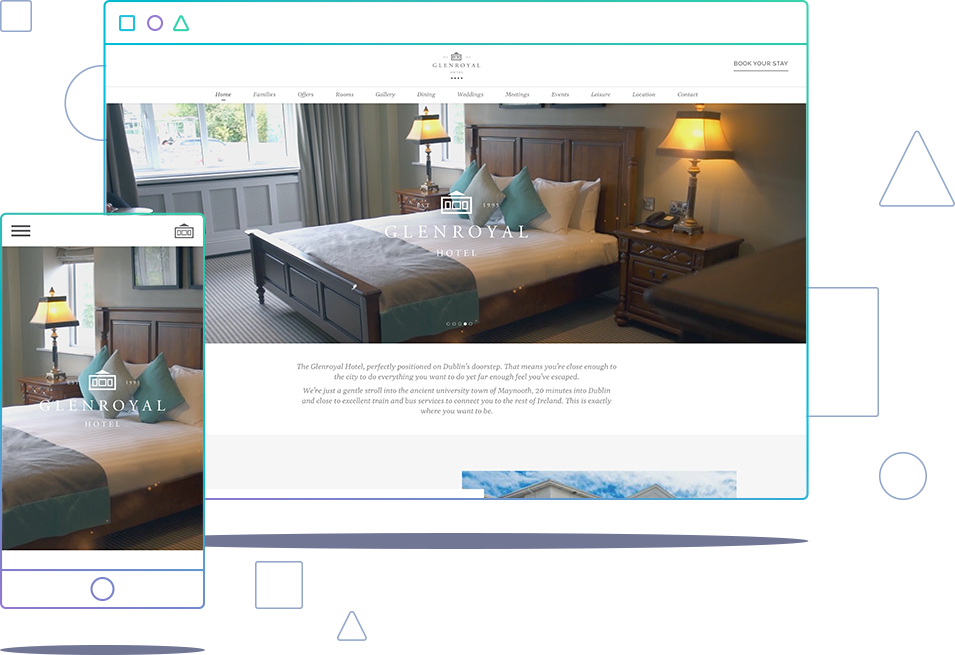 GLENROYAL
HOTEL
BOOK YOUR STAY
Home Families Offers Rooms Gallery Dining Weddings Meetings Events Leisure Location Contact
EST 1995
GLENROYAL
HOTEL
The Glenroyal Hotel, perfectly positioned on Dublin's doorstep. That means you're close enough to
the city to do everything you want to do yet far enough feel you've escaped.
We're just a gentle stroll into the ancient university town of Maynooth, 20 minutes into Dublin
and close to excellent train and bus services to connect you to the rest of Ireland. This is exactly
where you want to be.
EST 1995
GLENROYAL
HOTEL